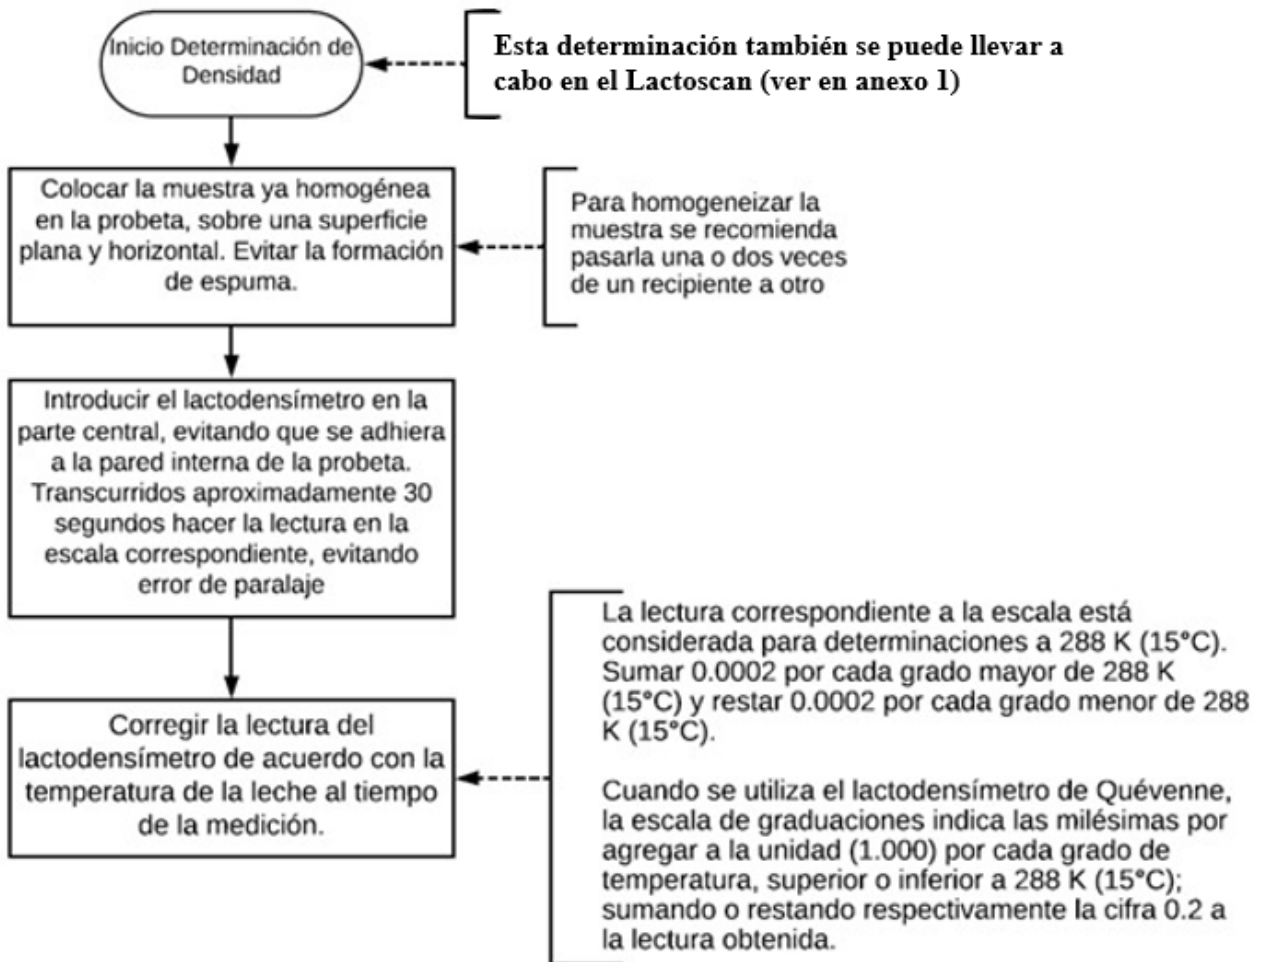 Inicio Determinación de
Densidad
Esta determinación también se puede llevar a
cabo en el Lactoscan (ver en anexo 1)
Colocar la muestra ya homogénea
en la probeta, sobre una superficie
plana y horizontal. Evitar la formación
de espuma.
Para homogeneizar la
muestra se recomienda
pasarla una o dos veces
de un recipiente a otro
Introducir el lactodensímetro en la
parte central, evitando que se adhiera
a la pared interna de la probeta.
Transcurridos aproximadamente 30
segundos hacer la lectura en la
escala correspondiente, evitando
error de paralaje
Corregir la lectura del
lactodensímetro de acuerdo con la
temperatura de la leche al tiempo
de la medición.
La lectura correspondiente a la escala está
considerada para determinaciones a 288 K (15°C).
Sumar 0.0002 por cada grado mayor de 288 K
(15°C) y restar 0.0002 por cada grado menor de 288
K (15°C).
Cuando se utiliza el lactodensímetro de Quévenne,
la escala de graduaciones indica las milésimas por
agregar a la unidad (1.000) por cada grado de
temperatura, superior o inferior a 288 K (15°C);
sumando o restando respectivamente la cifra 0.2 a
la lectura obtenida.